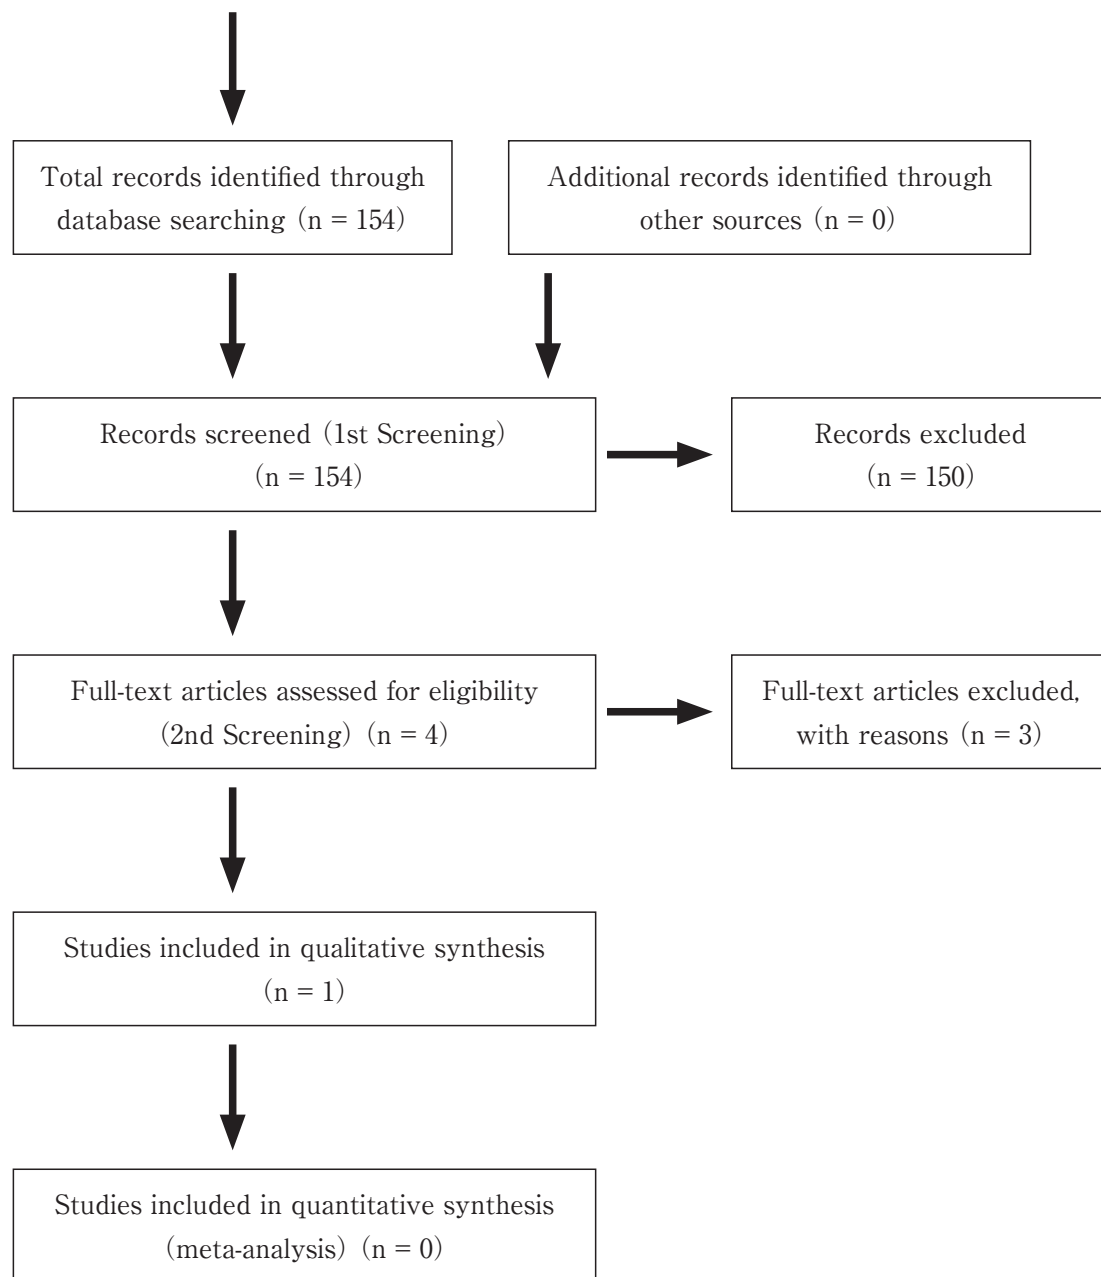 Total records identified through
database searching (n = 154)
Additional records identified through
other sources (n = 0)
Records screened (1st Screening)
(n = 154)
Records excluded
(n = 150)
Full-text articles assessed for eligibility
(2nd Screening) (n = 4)
Full-text articles excluded,
with reasons (n = 3)
Studies included in qualitative synthesis
(n = 1)
Studies included in quantitative synthesis
(meta-analysis) (n = 0)